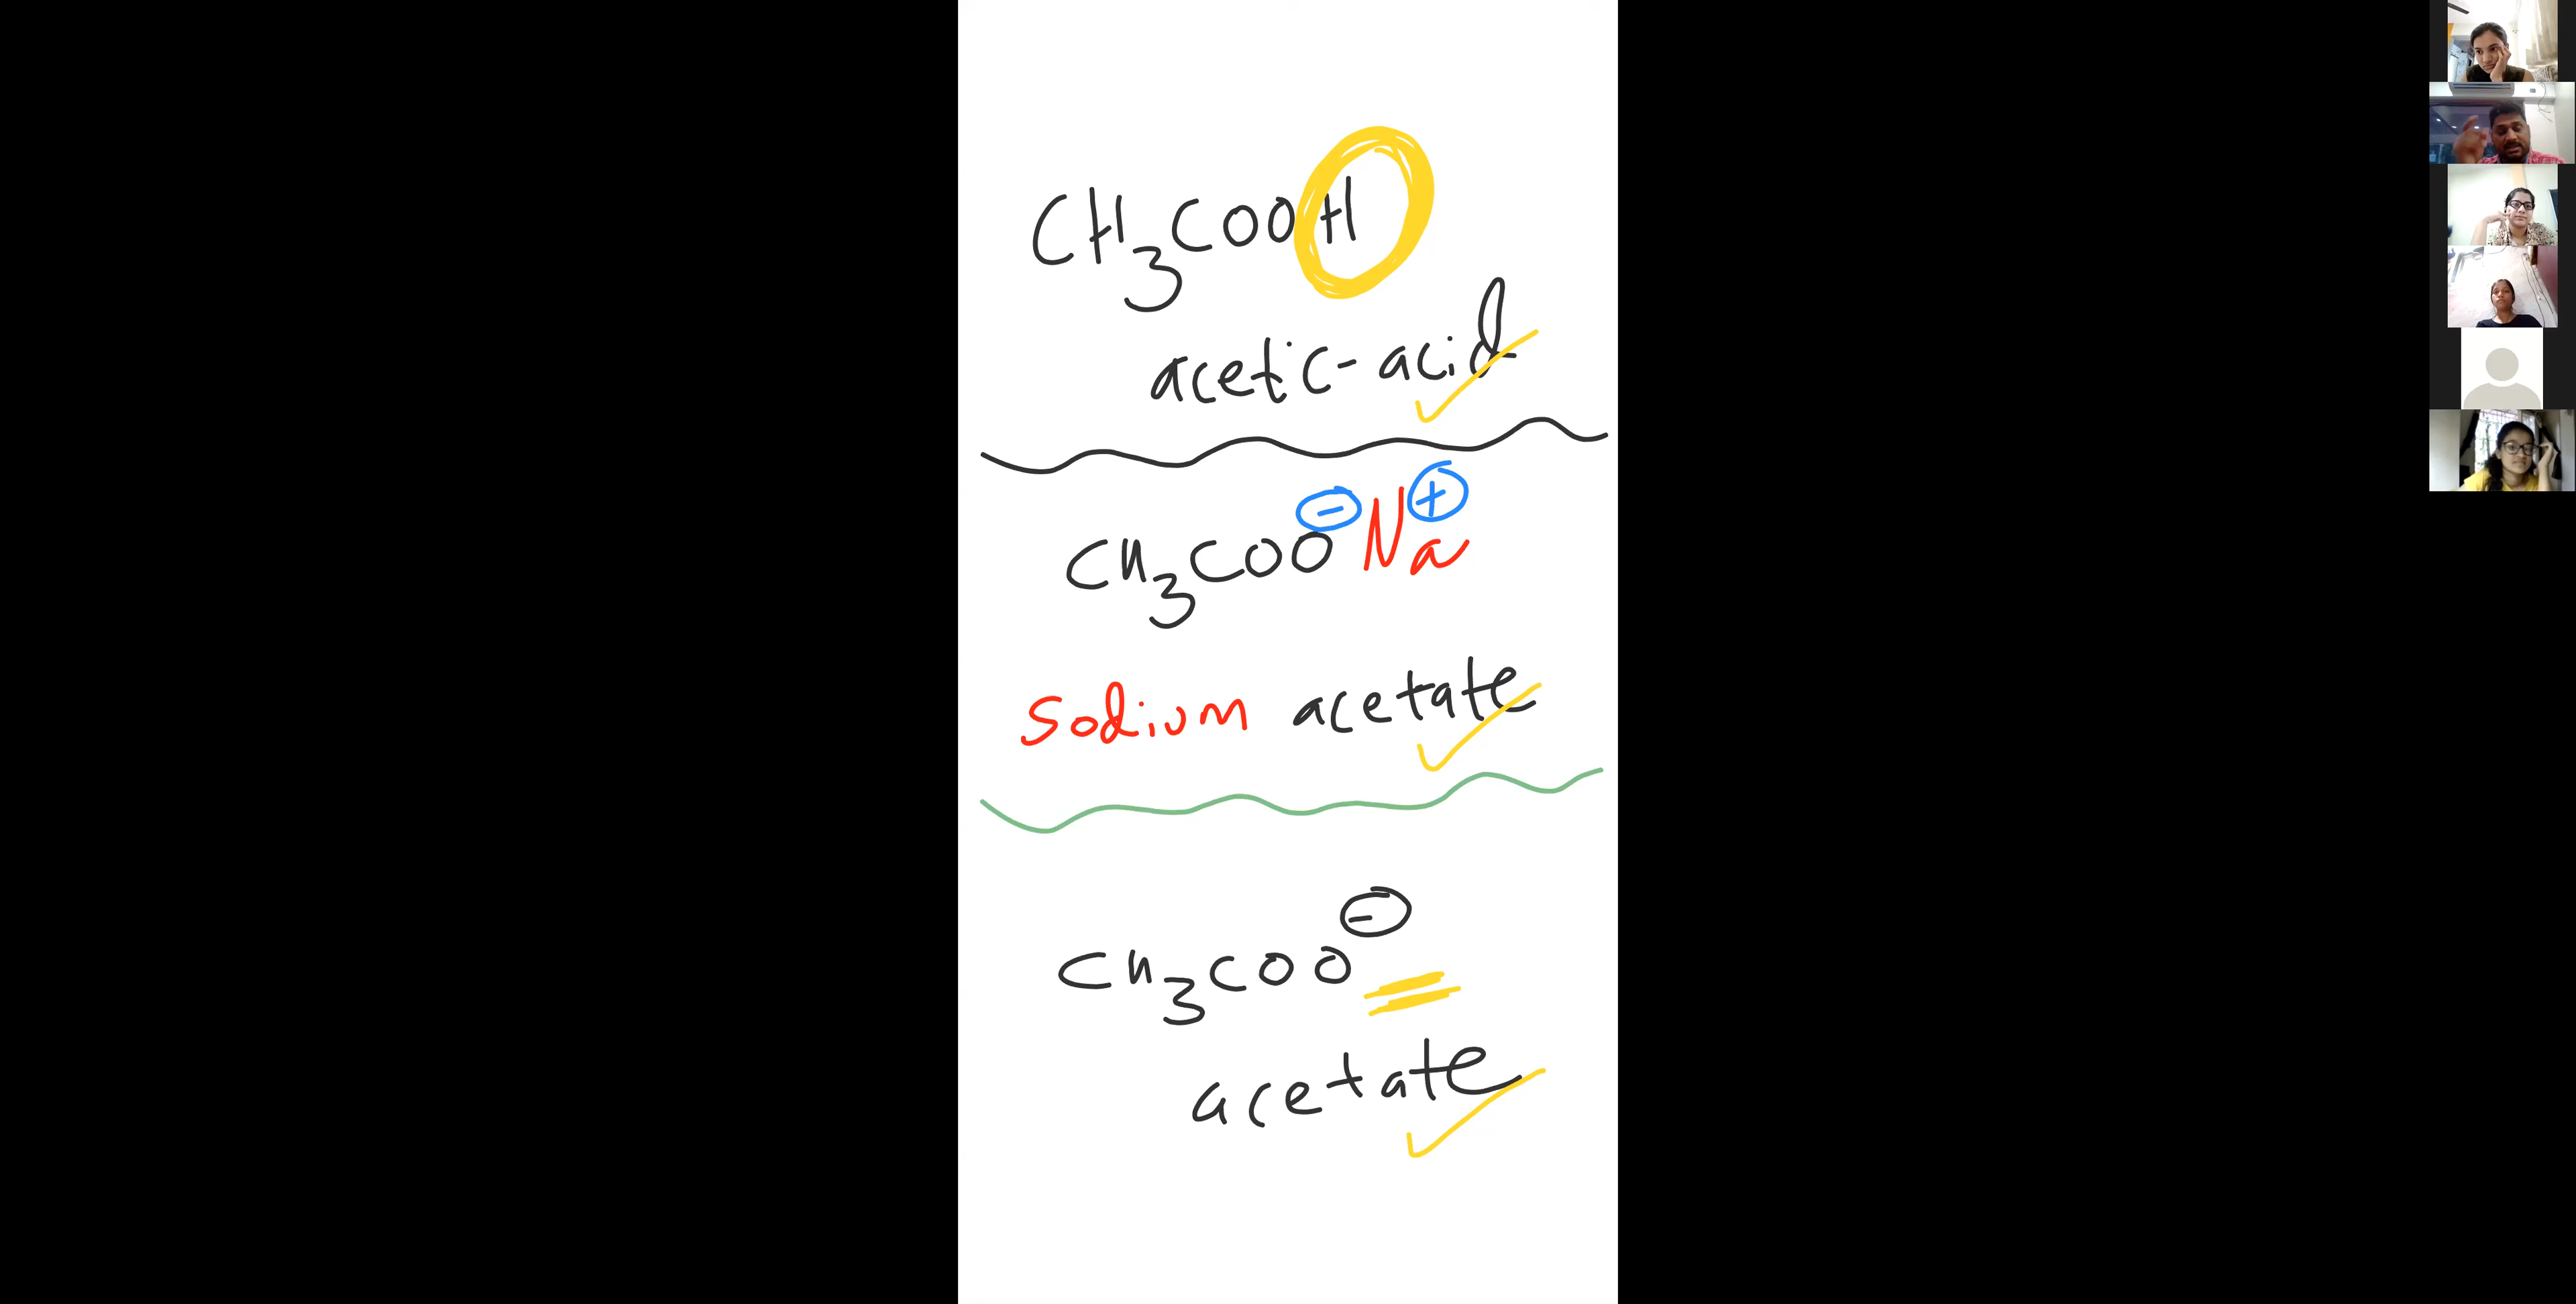 CH₃COOH
acetic-acid
CH₃COO⊖Na⊕
Sodium acetate
CH₃COO⊖
acetate